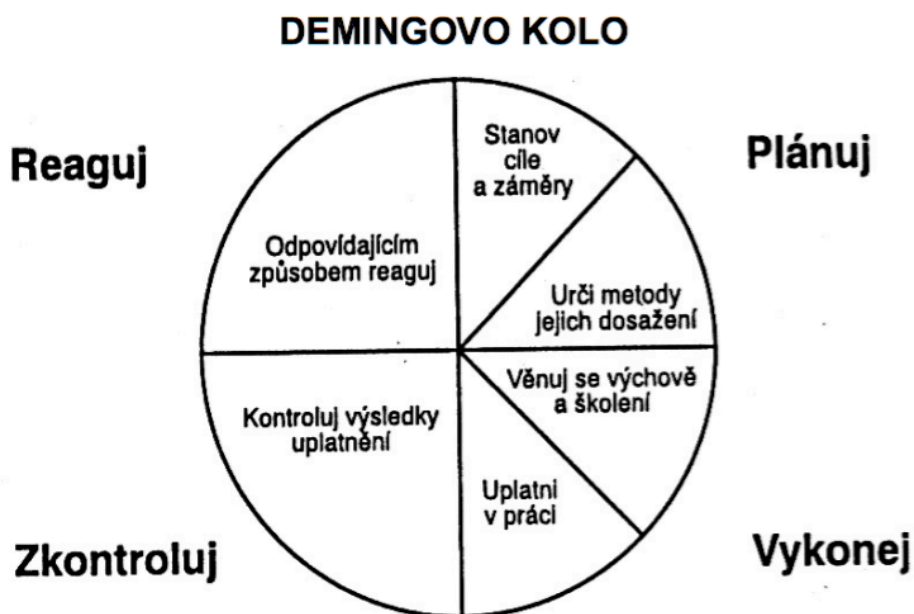 DEMINGOVO KOLO
Reaguj
Plánuj
Stanov
cíle
a záměry
Odpovídajícím
způsobem reaguj
Urči metody
jejich dosažení
Věnuj se výchově
a školení
Kontroluj výsledky
uplatnění
Uplatni
v práci
Zkontroluj
Vykonej